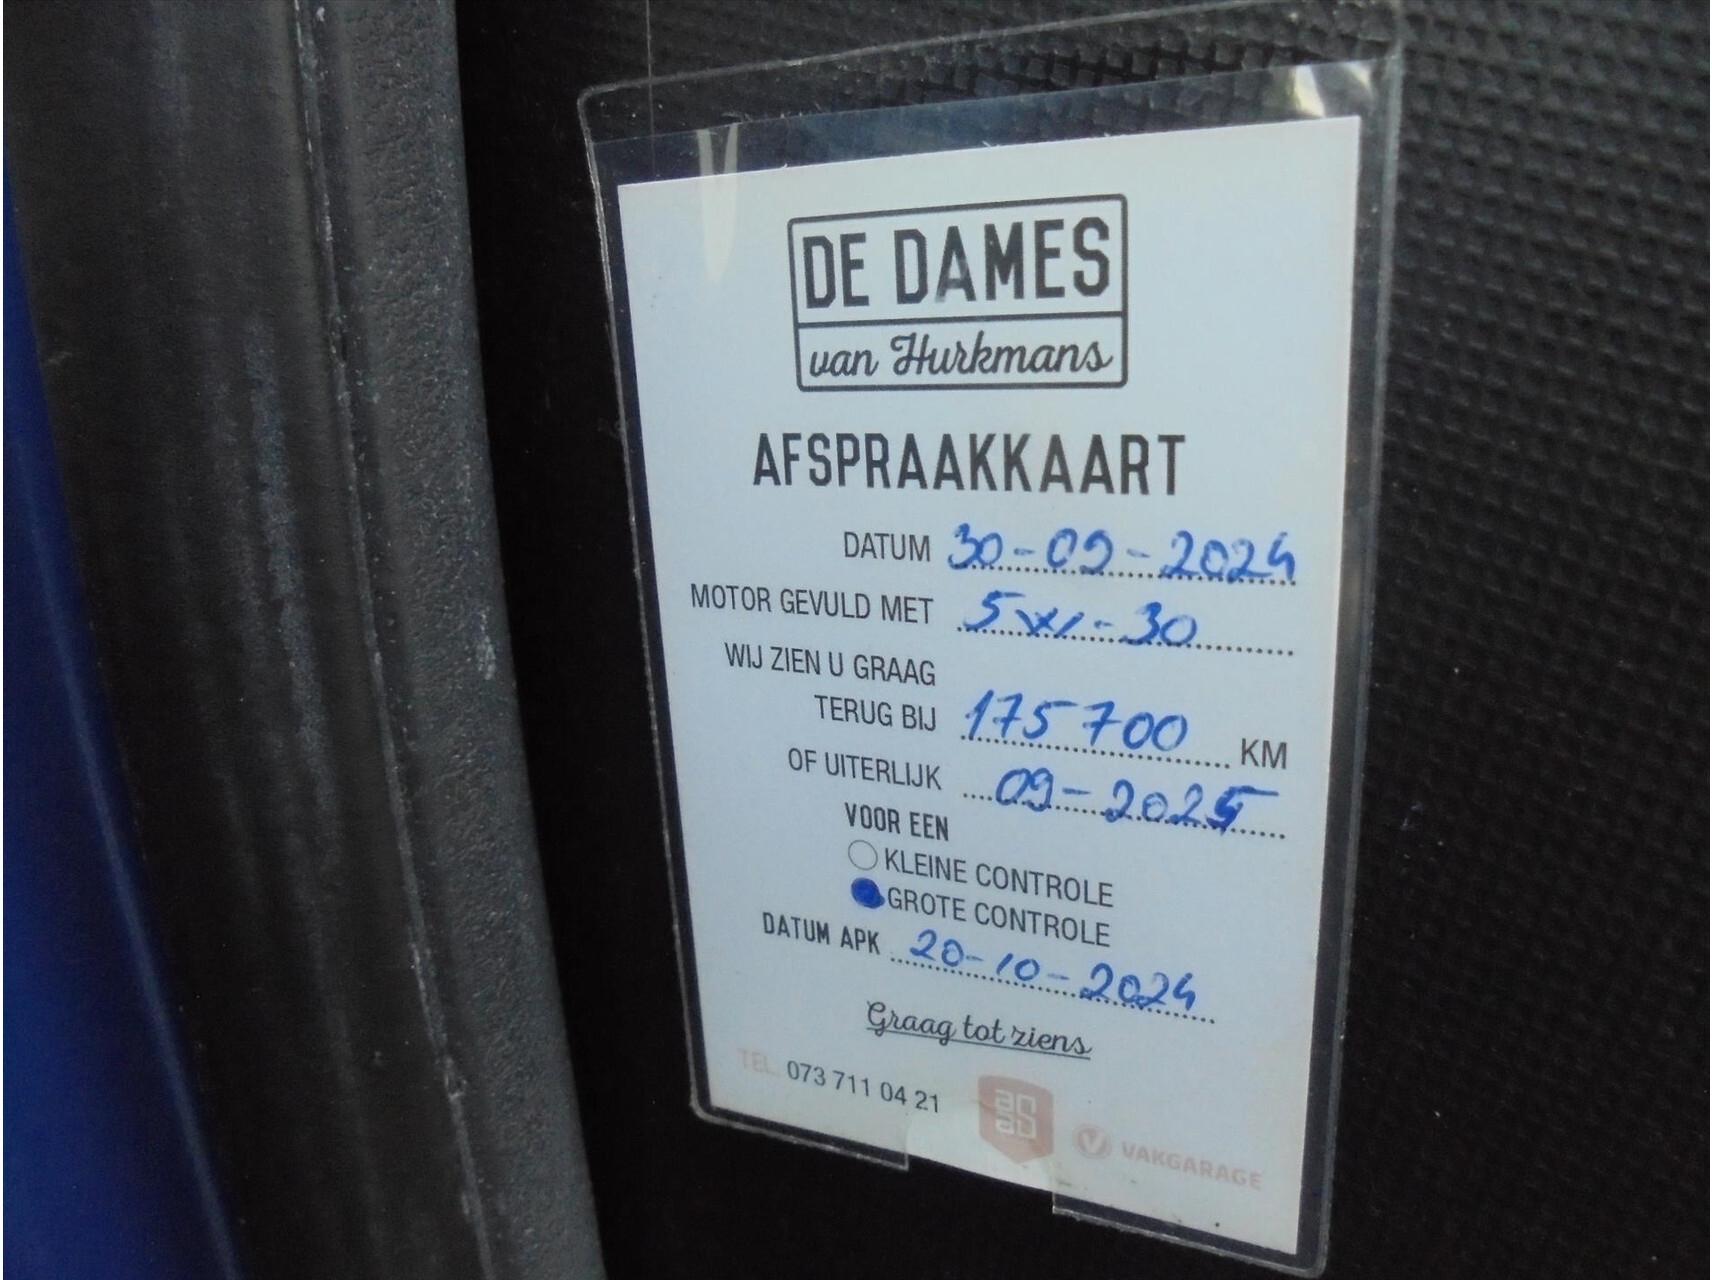 DE DAMES
van Hurkmans
AFSPRAAKKAART
DATUM 30-09-2024
MOTOR GEVULD MET 5W-30
WIJ ZIEN U GRAAG
TERUG BIJ 175700 KM
OF UITERLIJK 09-2025
VOOR EEN
KLEINE CONTROLE
GROTE CONTROLE
DATUM APK 20-10-2024
Graag tot ziens
TEL. 073 711 04 21
VAKGARAGE